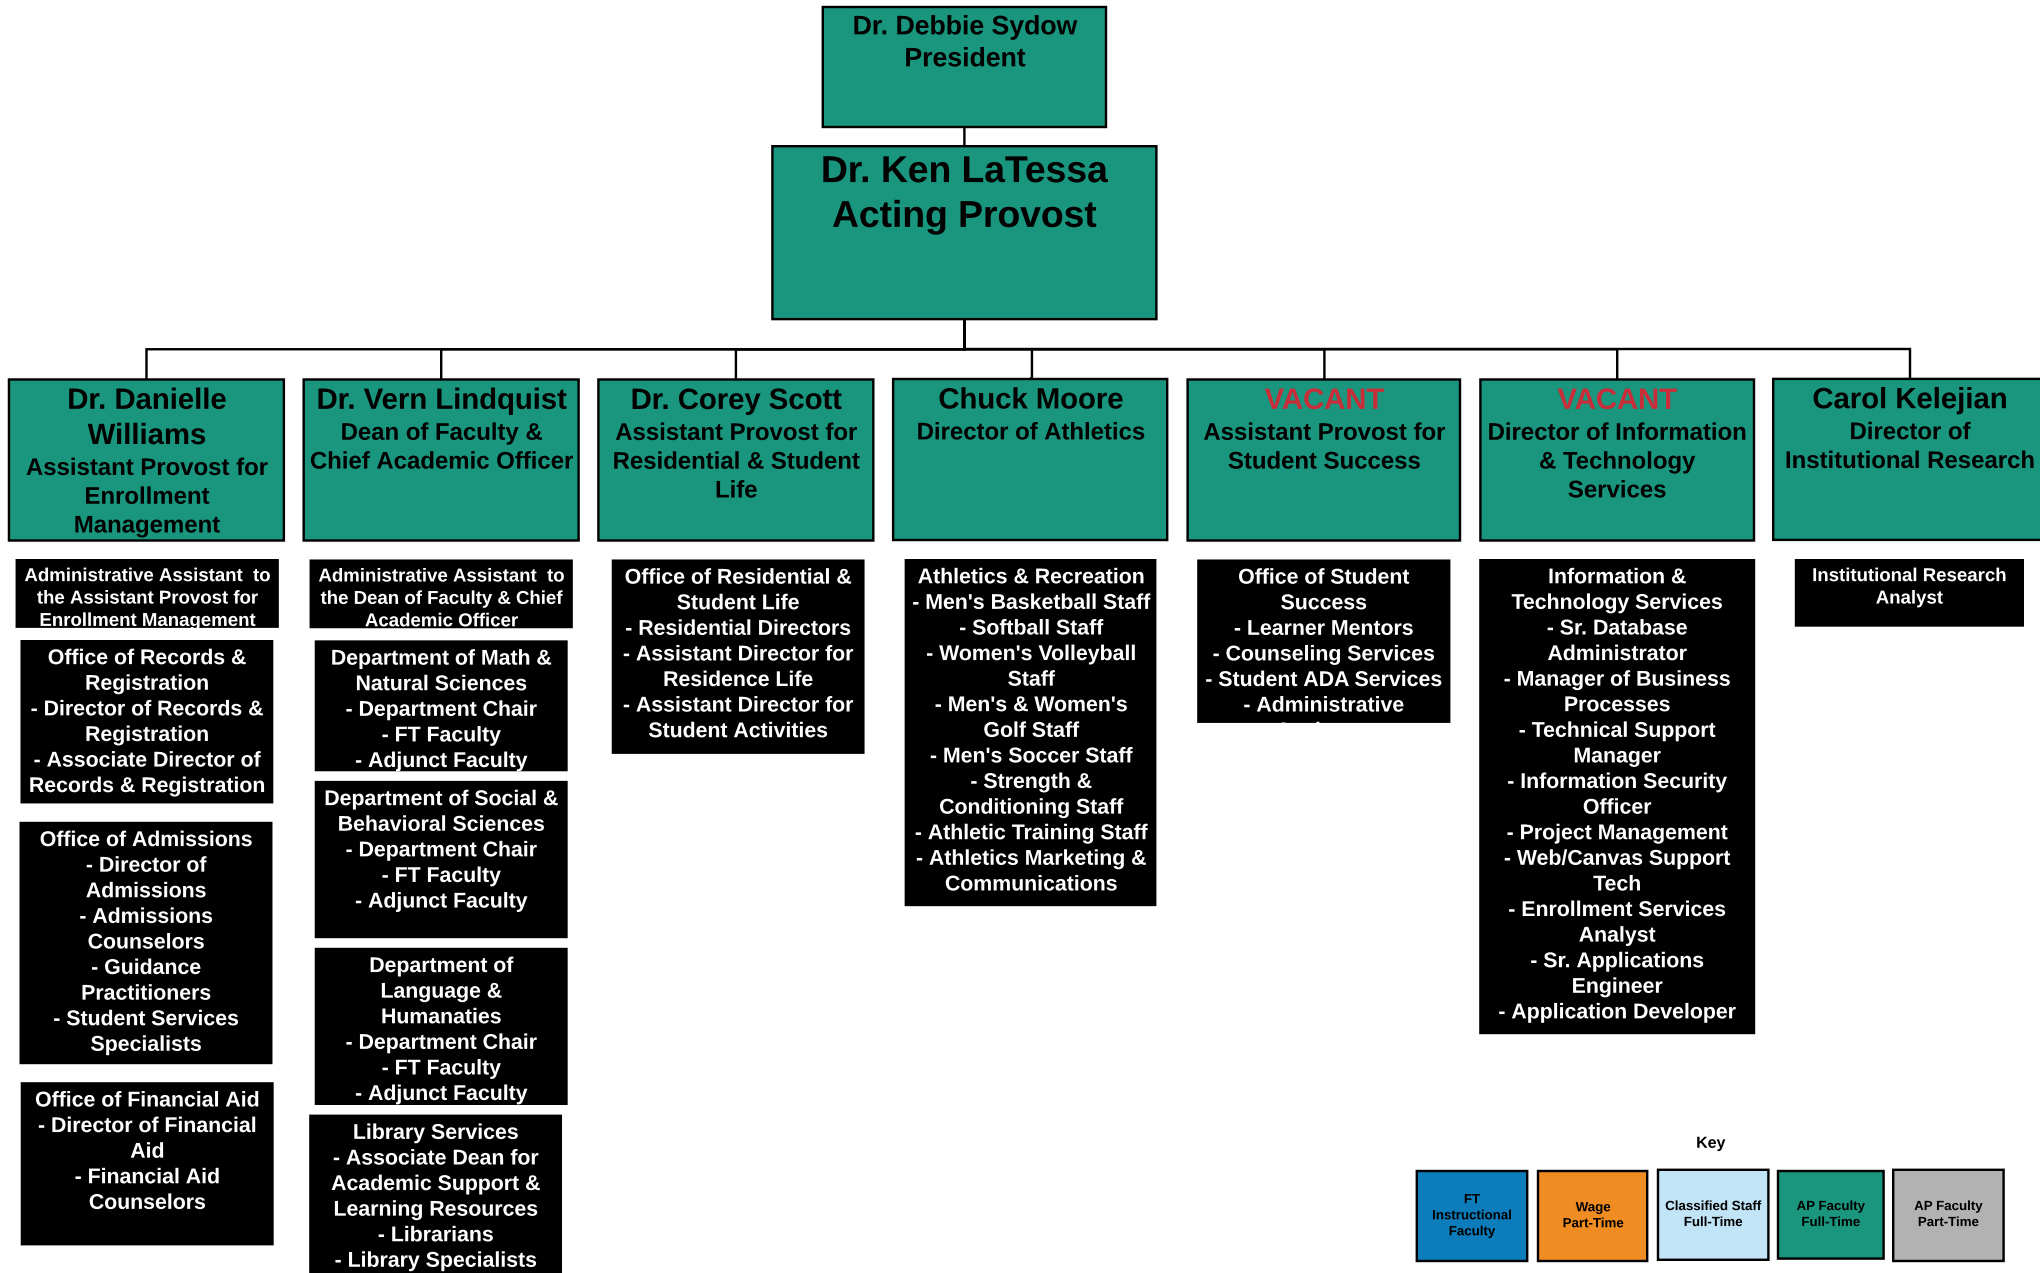 Dr. Debbie Sydow
President
Dr. Ken LaTessa
Acting Provost
Dr. Danielle
Williams
Assistant Provost for
Enrollment
Management
Dr. Vern Lindquist
Dean of Faculty &
Chief Academic Officer
Dr. Corey Scott
Assistant Provost for
Residential & Student
Life
Chuck Moore
Director of Athletics
VACANT
Assistant Provost for
Student Success
VACANT
Director of Information
& Technology
Services
Carol Kelejian
Director of
Institutional Research
Administrative Assistant  to
the Assistant Provost for
Enrollment Management
Office of Records &
Registration
- Director of Records &
Registration
- Associate Director of
Records & Registration
Office of Admissions
- Director of
Admissions
- Admissions
Counselors
- Guidance
Practitioners
- Student Services
Specialists
Office of Financial Aid
- Director of Financial
Aid
- Financial Aid
Counselors
Administrative Assistant  to
the Dean of Faculty & Chief
Academic Officer
Department of Math &
Natural Sciences
- Department Chair
- FT Faculty
- Adjunct Faculty
Department of Social &
Behavioral Sciences
- Department Chair
- FT Faculty
- Adjunct Faculty
Department of
Language &
Humanaties
- Department Chair
- FT Faculty
- Adjunct Faculty
Library Services
- Associate Dean for
Academic Support &
Learning Resources
- Librarians
- Library Specialists
Office of Residential &
Student Life
- Residential Directors
- Assistant Director for
Residence Life
- Assistant Director for
Student Activities
Athletics & Recreation
- Men's Basketball Staff
- Softball Staff
- Women's Volleyball
Staff
- Men's & Women's
Golf Staff
- Men's Soccer Staff
- Strength &
Conditioning Staff
- Athletic Training Staff
- Athletics Marketing &
Communications
Office of Student
Success
- Learner Mentors
- Counseling Services
- Student ADA Services
- Administrative
Information &
Technology Services
- Sr. Database
Administrator
- Manager of Business
Processes
- Technical Support
Manager
- Information Security
Officer
- Project Management
- Web/Canvas Support
Tech
- Enrollment Services
Analyst
- Sr. Applications
Engineer
- Application Developer
Institutional Research
Analyst
Key
FT
Instructional
Faculty
Wage
Part-Time
Classified Staff
Full-Time
AP Faculty
Full-Time
AP Faculty
Part-Time